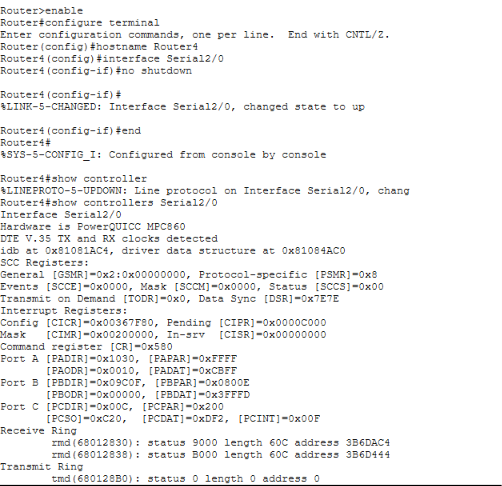 Router>enable
Router#configure terminal
Enter configuration commands, one per line.  End with CNTL/Z.
Router(config)#hostname Router4
Router4(config)#interface Serial2/0
Router4(config-if)#no shutdown

Router4(config-if)#
%LINK-5-CHANGED: Interface Serial2/0, changed state to up

Router4(config-if)#end
Router4#
%SYS-5-CONFIG_I: Configured from console by console

Router4#show controller
%LINEPROTO-5-UPDOWN: Line protocol on Interface Serial2/0, chang
Router4#show controllers Serial2/0
Interface Serial2/0
Hardware is PowerQUICC MPC860
DTE V.35 TX and RX clocks detected
idb at 0x81081AC4, driver data structure at 0x81084AC0
SCC Registers:
General [GSMR]=0x2:0x00000000, Protocol-specific [PSMR]=0x8
Events [SCCE]=0x0000, Mask [SCCM]=0x0000, Status [SCCS]=0x00
Transmit on Demand [TODR]=0x0, Data Sync [DSR]=0x7E7E
Interrupt Registers:
Config [CICR]=0x00367F80, Pending [CIPR]=0x0000C000
Mask   [CIMR]=0x00200000, In-srv  [CISR]=0x00000000
Command register [CR]=0x580
Port A [PADIR]=0x1030, [PAPAR]=0xFFFF
       [PAODR]=0x0010, [PADAT]=0xCBFF
Port B [PBDIR]=0x09C0F, [PBPAR]=0x0800E
       [PBODR]=0x00000, [PBDAT]=0x3FFFD
Port C [PCDIR]=0x00C, [PCPAR]=0x200
       [PCSO]=0xC20,  [PCDAT]=0xDF2, [PCINT]=0x00F
Receive Ring
        rmd(68012830): status 9000 length 60C address 3B6DAC4
        rmd(68012838): status B000 length 60C address 3B6D444
Transmit Ring
        tmd(680128B0): status 0 length 0 address 0